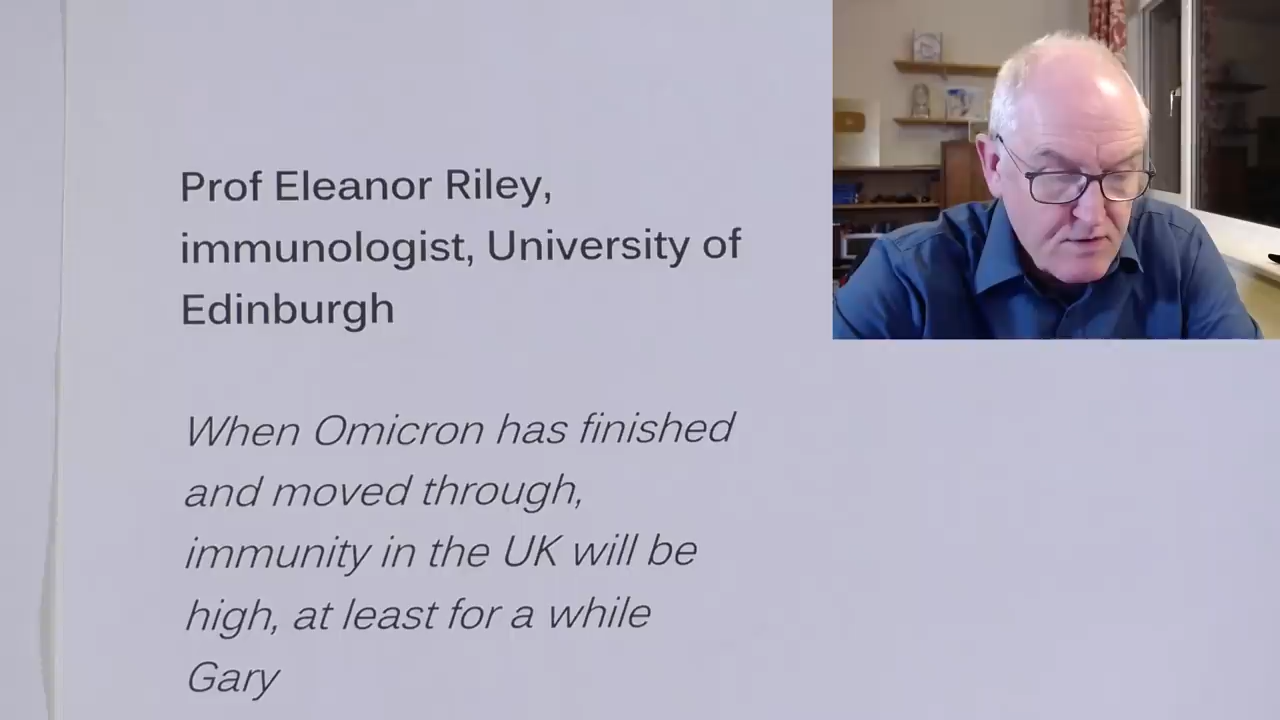 Prof Eleanor Riley,
immunologist, University of
Edinburgh
When Omicron has finished
and moved through,
immunity in the UK will be
high, at least for a while
Gary